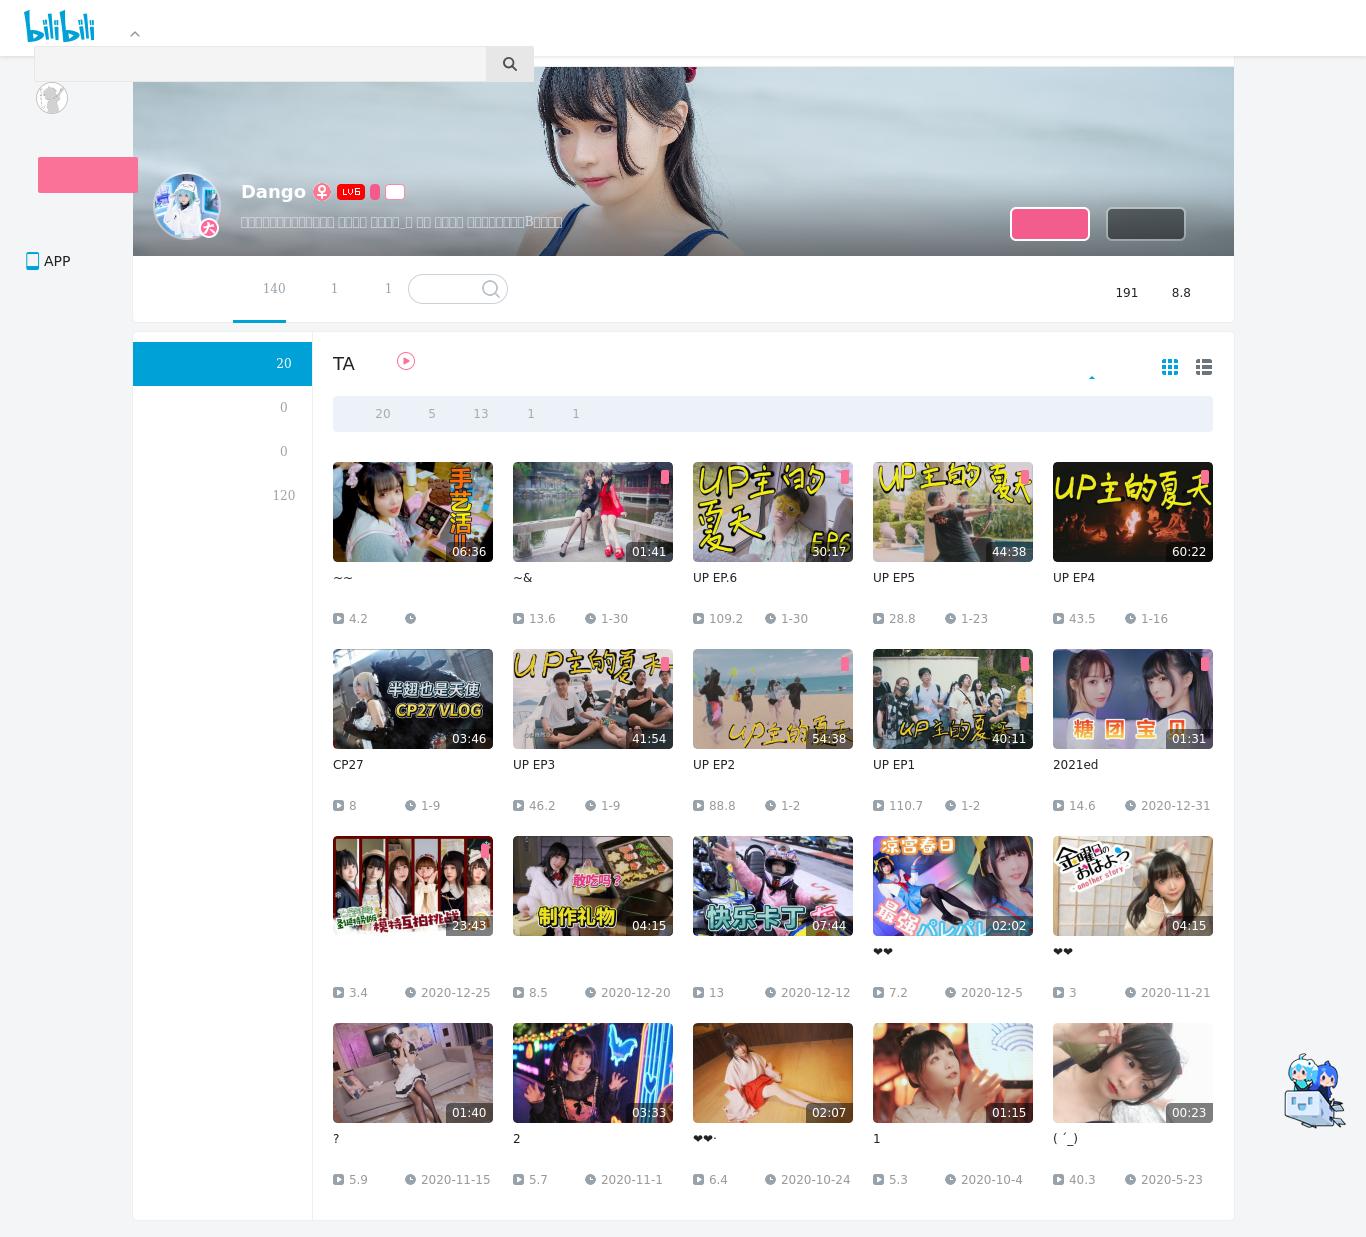 bilibili
Dango LV6
APP
140 1 1
191 8.8
20
0
0
120
TA
20 5 13 1 1
手艺活!!!
06:36
01:41
UP主的夏天
EP6
30:17
UP主的夏天
44:38
UP主的夏天
60:22
~~
~&
UP EP.6
UP EP5
UP EP4
4.2
13.6 1-30
109.2 1-30
28.8 1-23
43.5 1-16
半翅也是天使
CP27 VLOG
03:46
UP主的夏天
41:54
UP主的夏天
54:38
UP主的夏天
40:11
糖团宝贝
01:31
CP27
UP EP3
UP EP2
UP EP1
2021ed
8 1-9
46.2 1-9
88.8 1-2
110.7 1-2
14.6 2020-12-31
模特互拍挑战
23:43
敢吃吗?
制作礼物
04:15
快乐卡丁
07:44
凉宫春日
最强パレパレ
02:02
金曜日のおはよう
-another story-
04:15
❤❤
❤❤
3.4 2020-12-25
8.5 2020-12-20
13 2020-12-12
7.2 2020-12-5
3 2020-11-21
01:40
03:33
02:07
01:15
00:23
?
2
❤❤·
1
( ´_)
5.9 2020-11-15
5.7 2020-11-1
6.4 2020-10-24
5.3 2020-10-4
40.3 2020-5-23